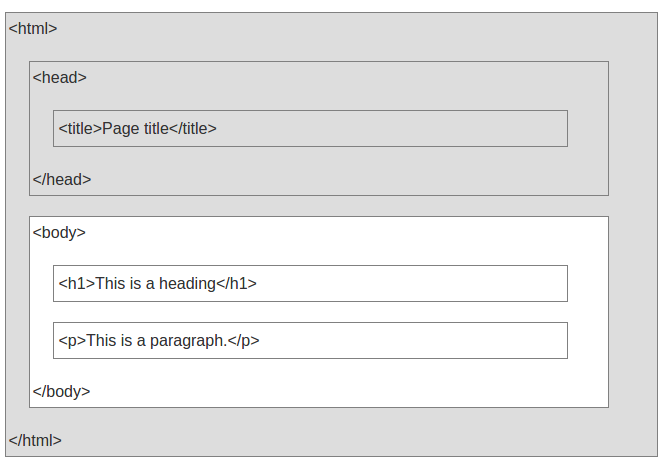 <html>
<head>
<title>Page title</title>
</head>
<body>
<h1>This is a heading</h1>
<p>This is a paragraph.</p>
</body>
</html>